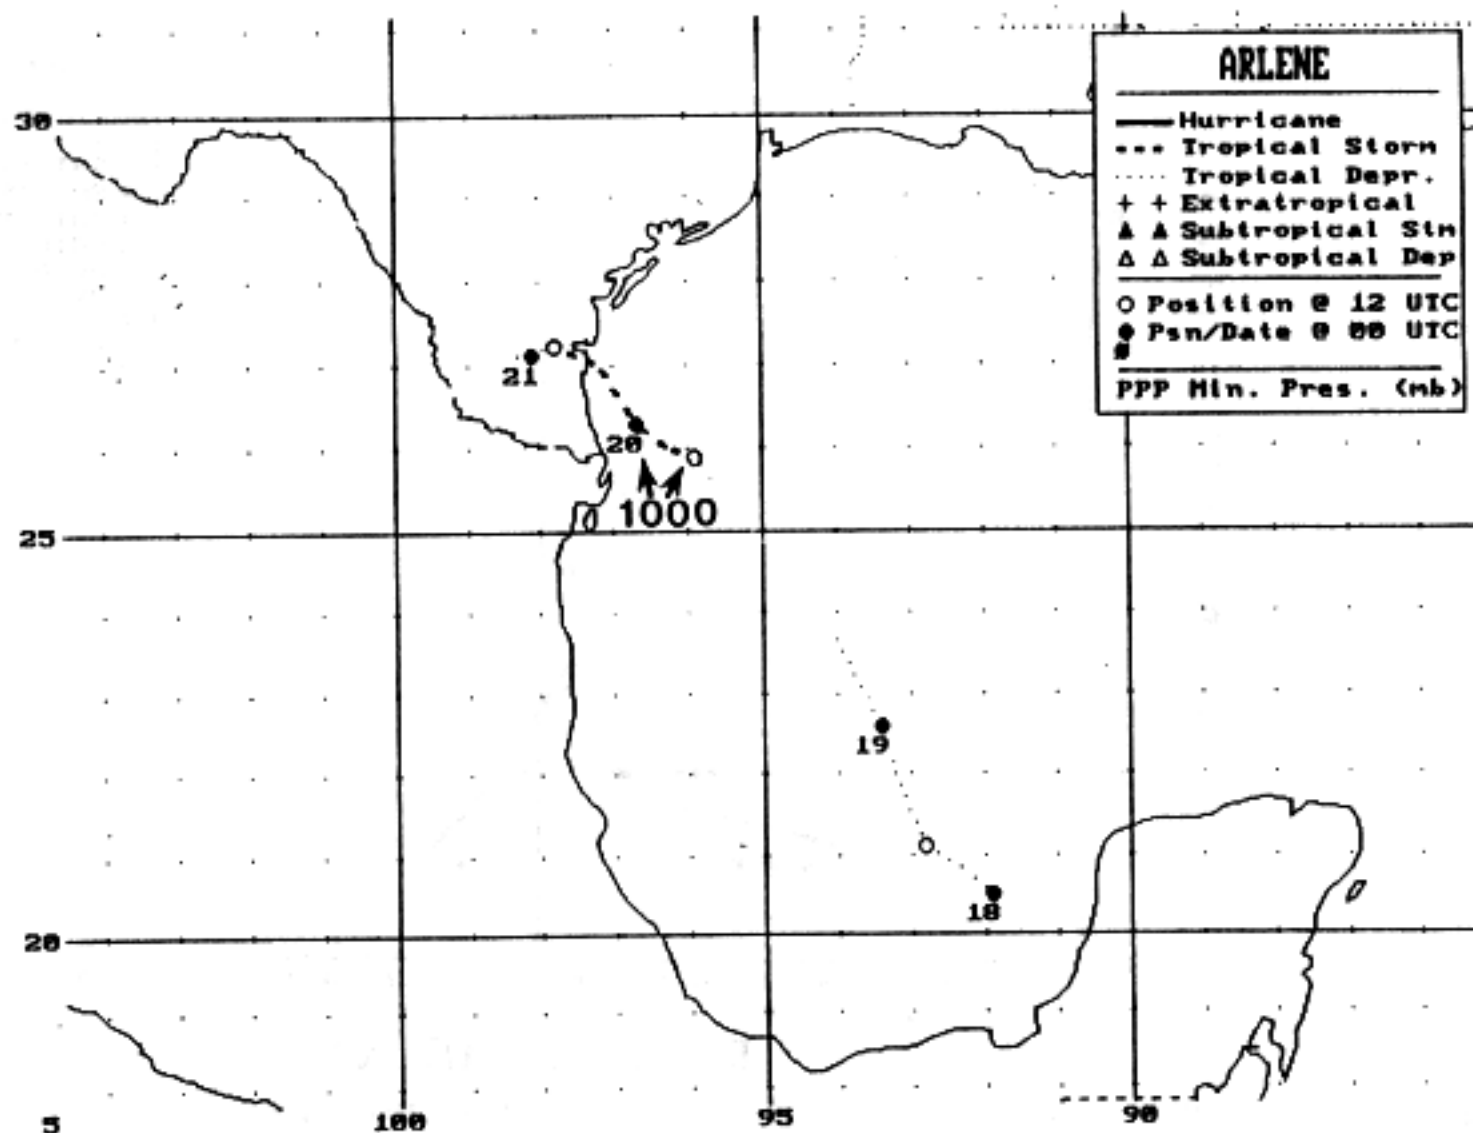 ARLENE
Hurricane
Tropical Storm
Tropical Depr.
+ + Extratropical
Subtropical Stm
Subtropical Dep
Position @ 12 UTC
Psn/Date @ 00 UTC
#
PPP Min. Pres. (mb)
30
21
20
1000
25
19
18
20
5
100
95
90